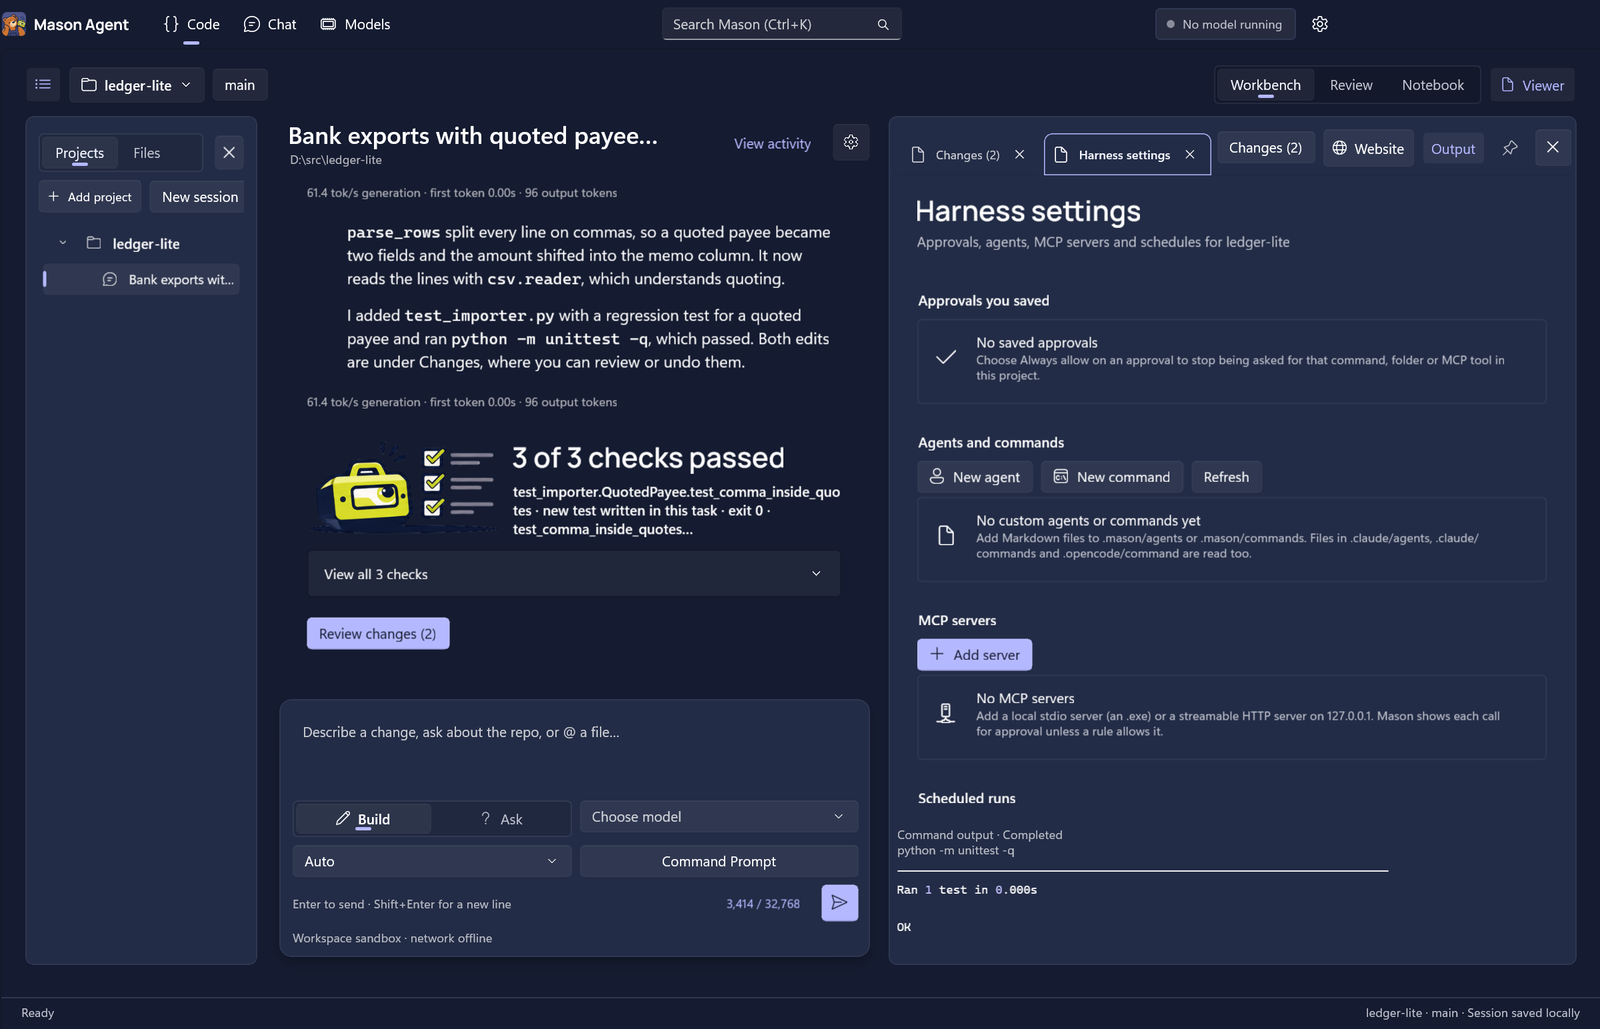 Mason Agent
{} Code
Chat
Models
Search Mason (Ctrl+K)
No model running
ledger-lite
main
Workbench
Review
Notebook
Viewer
Projects
Files
+ Add project
New session
ledger-lite
Bank exports wit...
Bank exports with quoted payee...
D:\src\ledger-lite
View activity
61.4 tok/s generation · first token 0.00s · 96 output tokens
parse_rows split every line on commas, so a quoted payee became
two fields and the amount shifted into the memo column. It now
reads the lines with csv.reader, which understands quoting.
I added test_importer.py with a regression test for a quoted
payee and ran python -m unittest -q, which passed. Both edits
are under Changes, where you can review or undo them.
61.4 tok/s generation · first token 0.00s · 96 output tokens
3 of 3 checks passed
test_importer.QuotedPayee.test_comma_inside_quo
tes · new test written in this task · exit 0 ·
test_comma_inside_quotes...
View all 3 checks
Review changes (2)
Describe a change, ask about the repo, or @ a file...
Build
? Ask
Choose model
Auto
Command Prompt
Enter to send · Shift+Enter for a new line
3,414 / 32,768
Workspace sandbox · network offline
Changes (2)
Harness settings
Changes (2)
Website
Output
Harness settings
Approvals, agents, MCP servers and schedules for ledger-lite
Approvals you saved
No saved approvals
Choose Always allow on an approval to stop being asked for that command, folder or MCP tool in
this project.
Agents and commands
New agent
New command
Refresh
No custom agents or commands yet
Add Markdown files to .mason/agents or .mason/commands. Files in .claude/agents, .claude/
commands and .opencode/command are read too.
MCP servers
+ Add server
No MCP servers
Add a local stdio server (an .exe) or a streamable HTTP server on 127.0.0.1. Mason shows each call
for approval unless a rule allows it.
Scheduled runs
Command output · Completed
python -m unittest -q
Ran 1 test in 0.000s
OK
Ready
ledger-lite · main · Session saved locally